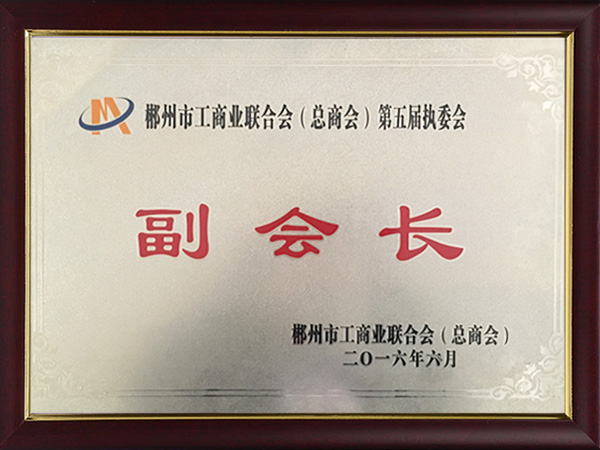 郴州市工商业联合会（总商会）第五届执委会
副会长
郴州市工商业联合会（总商会）
二〇一六年六月